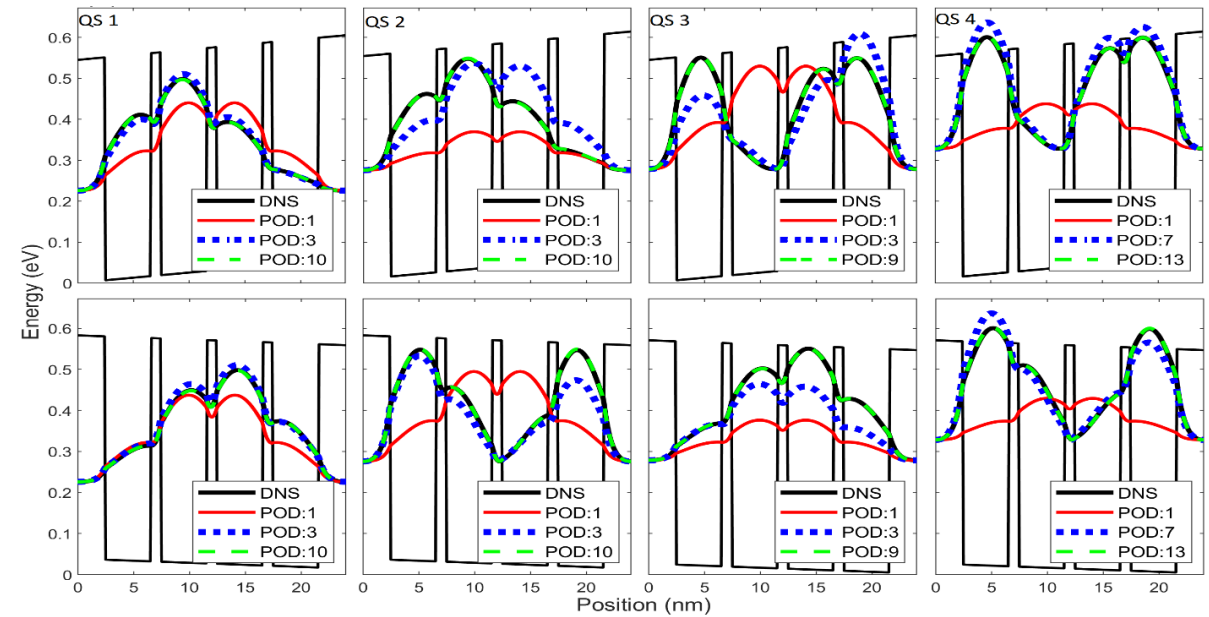 QS 1
QS 2
QS 3
QS 4
Energy (eV)
0.6
0.5
0.4
0.3
0.2
0.1
0
DNS
POD:1
POD:3
POD:10
DNS
POD:1
POD:3
POD:10
DNS
POD:1
POD:3
POD:9
DNS
POD:1
POD:7
POD:13
0.6
0.5
0.4
0.3
0.2
0.1
0
DNS
POD:1
POD:3
POD:10
DNS
POD:1
POD:3
POD:10
DNS
POD:1
POD:3
POD:9
DNS
POD:1
POD:7
POD:13
0 5 10 15 20
0 5 10 15 20
0 5 10 15 20
0 5 10 15 20
Position (nm)